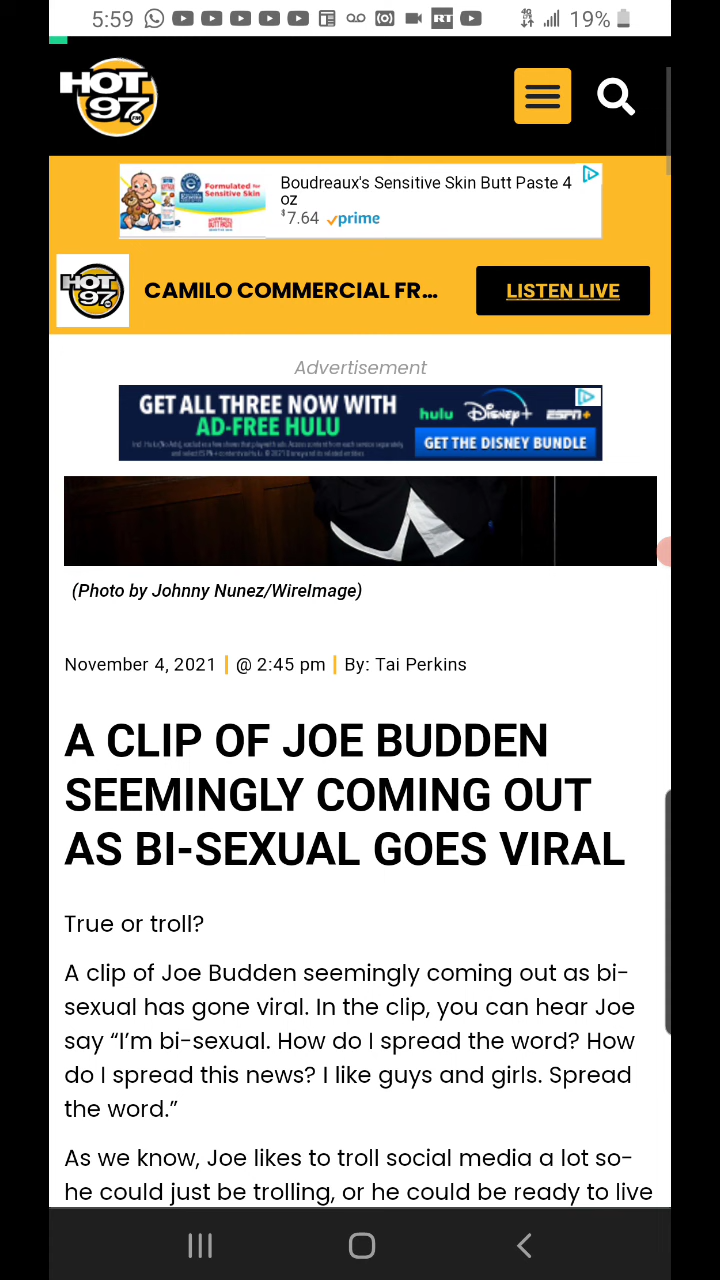 5:59
RT
19%
HOT
97
Formulated for
Sensitive Skin
Boudreaux's Sensitive Skin Butt Paste 4
oz
$7.64 prime
HOT
97
CAMILO COMMERCIAL FR...
LISTEN LIVE
Advertisement
GET ALL THREE NOW WITH
AD-FREE HULU
hulu Disney+ ESPN+
GET THE DISNEY BUNDLE
(Photo by Johnny Nunez/WireImage)
November 4, 2021 | @ 2:45 pm | By: Tai Perkins
A CLIP OF JOE BUDDEN
SEEMINGLY COMING OUT
AS BI-SEXUAL GOES VIRAL
True or troll?
A clip of Joe Budden seemingly coming out as bi-
sexual has gone viral. In the clip, you can hear Joe
say “I’m bi-sexual. How do I spread the word? How
do I spread this news? I like guys and girls. Spread
the word.”
As we know, Joe likes to troll social media a lot so-
he could just be trolling, or he could be ready to live